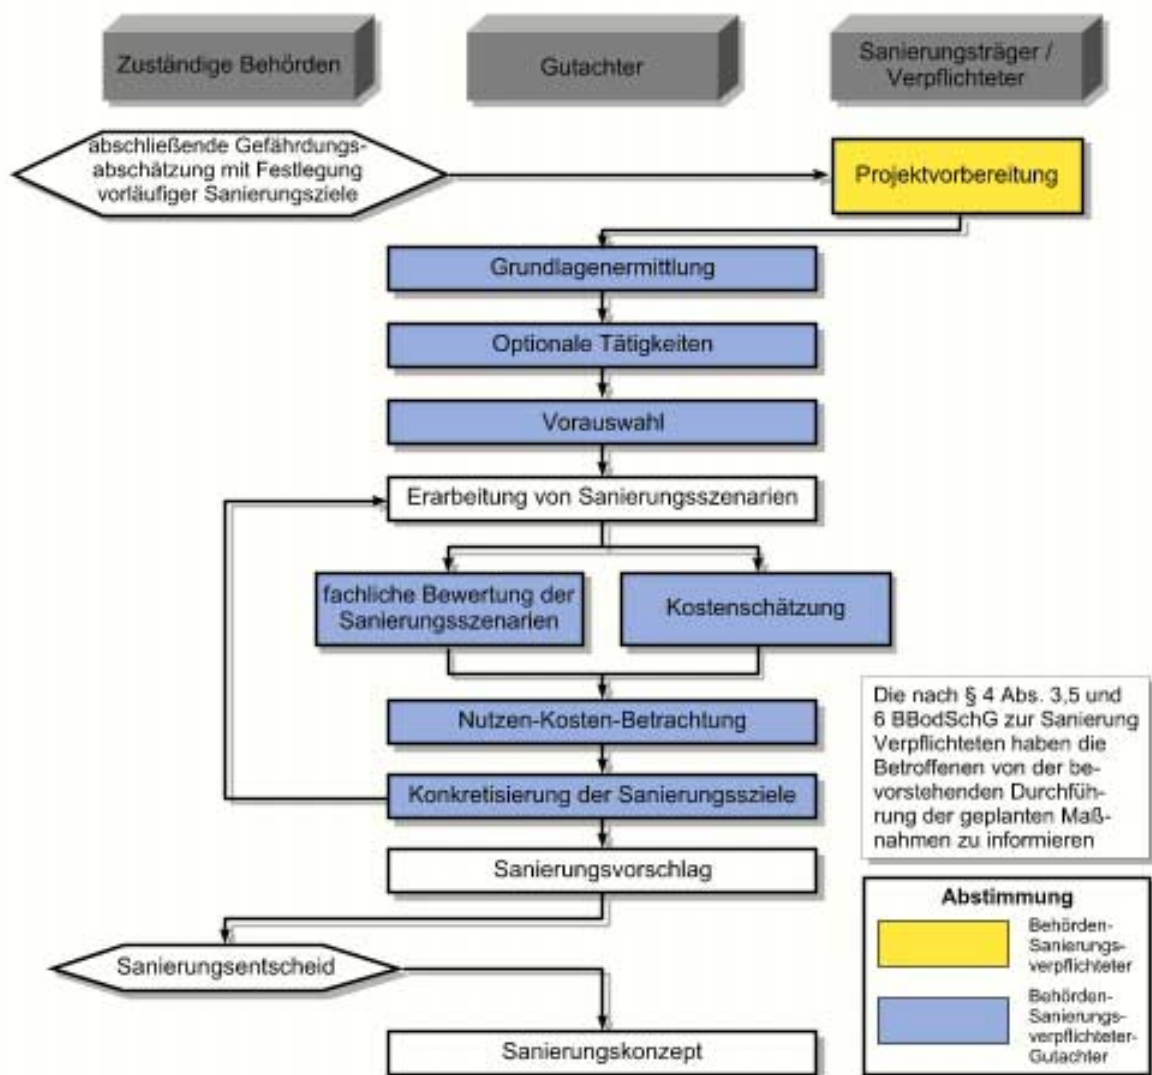 Zuständige Behörden
Gutachter
Sanierungsträger /
Verpflichteter
abschließende Gefährdungs-
abschätzung mit Festlegung
vorläufiger Sanierungsziele
Projektvorbereitung
Grundlagenermittlung
Optionale Tätigkeiten
Vorauswahl
Erarbeitung von Sanierungsszenarien
fachliche Bewertung der
Sanierungsszenarien
Kostenschätzung
Nutzen-Kosten-Betrachtung
Konkretisierung der Sanierungssziele
Sanierungsvorschlag
Sanierungsentscheid
Sanierungskonzept
Die nach § 4 Abs. 3,5 und
6 BBodSchG zur Sanierung
Verpflichteten haben die
Betroffenen von der be-
vorstehenden Durchfüh-
rung der geplanten Maß-
nahmen zu informieren
Abstimmung
Behörden-
Sanierungs-
verpflichteter
Behörden-
Sanierungs-
verpflichteter-
Gutachter